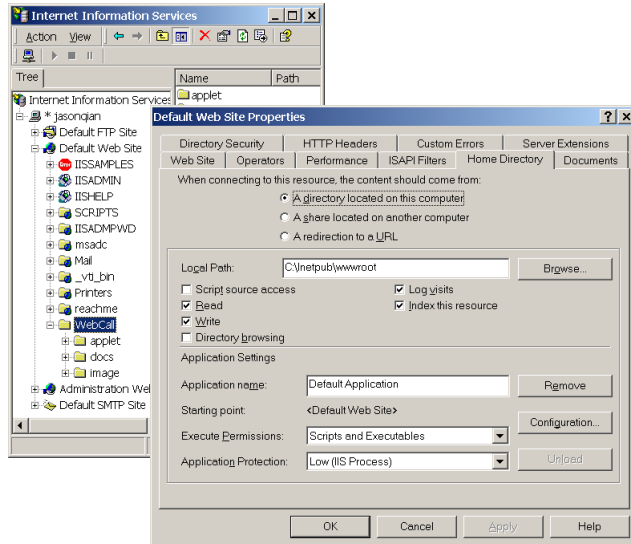 Internet Information Services
Action View
Tree
Name Path
Internet Information Services
applet
* jasonqian
Default FTP Site
Default Web Site
IISSAMPLES
IISADMIN
IISHELP
SCRIPTS
IISADMPWD
msadc
Mail
_vti_bin
Printers
reachme
WebCall
applet
docs
image
Administration We
Default SMTP Site
Default Web Site Properties
Directory Security HTTP Headers Custom Errors Server Extensions
Web Site Operators Performance ISAPI Filters Home Directory Documents
When connecting to this resource, the content should come from:
A directory located on this computer
A share located on another computer
A redirection to a URL
Local Path: C:\Inetpub\wwwroot Browse...
Script source access Log visits
Read Index this resource
Write
Directory browsing
Application Settings
Application name: Default Application Remove
Starting point: <Default Web Site>
Configuration...
Execute Permissions: Scripts and Executables
Application Protection: Low (IIS Process) Unload
OK Cancel Apply Help